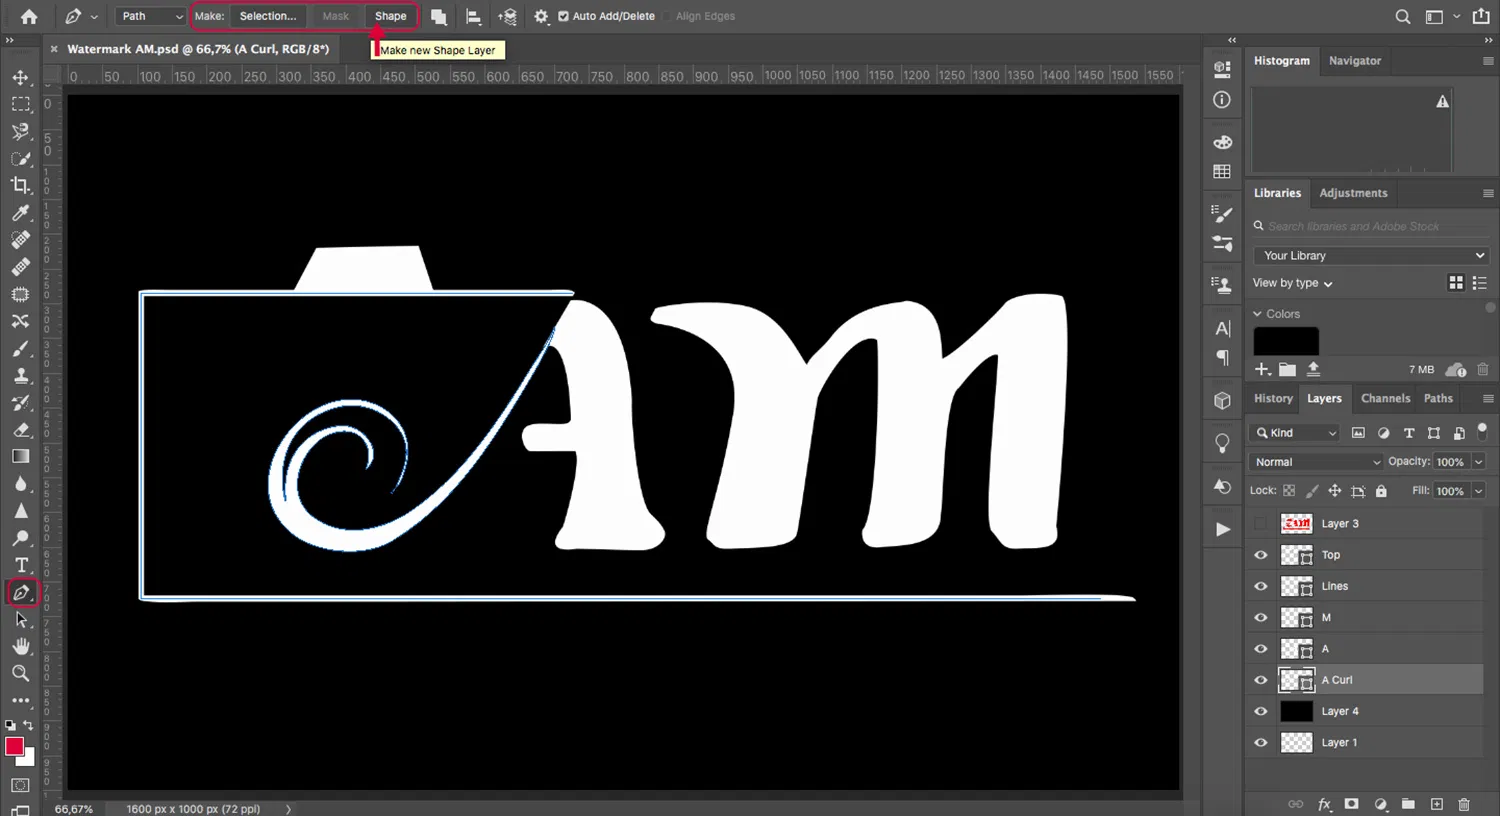 Path Make: Selection... Mask Shape Auto Add/Delete Align Edges
× Watermark AM.psd @ 66,7% (A Curl, RGB/8*)
Make new Shape Layer
0 50 100 150 200 250 300 350 400 450 500 550 600 650 700 750 800 850 900 950 1000 1050 1100 1150 1200 1250 1300 1350 1400 1450 1500 1550
AM
66,67% 1600 px x 1000 px (72 ppi)
Histogram Navigator
Libraries Adjustments
Search libraries and Adobe Stock
Your Library
View by type
Colors
7 MB
History Layers Channels Paths
Kind
Normal Opacity: 100%
Lock: Fill: 100%
Layer 3
Top
Lines
M
A
A Curl
Layer 4
Layer 1
fx